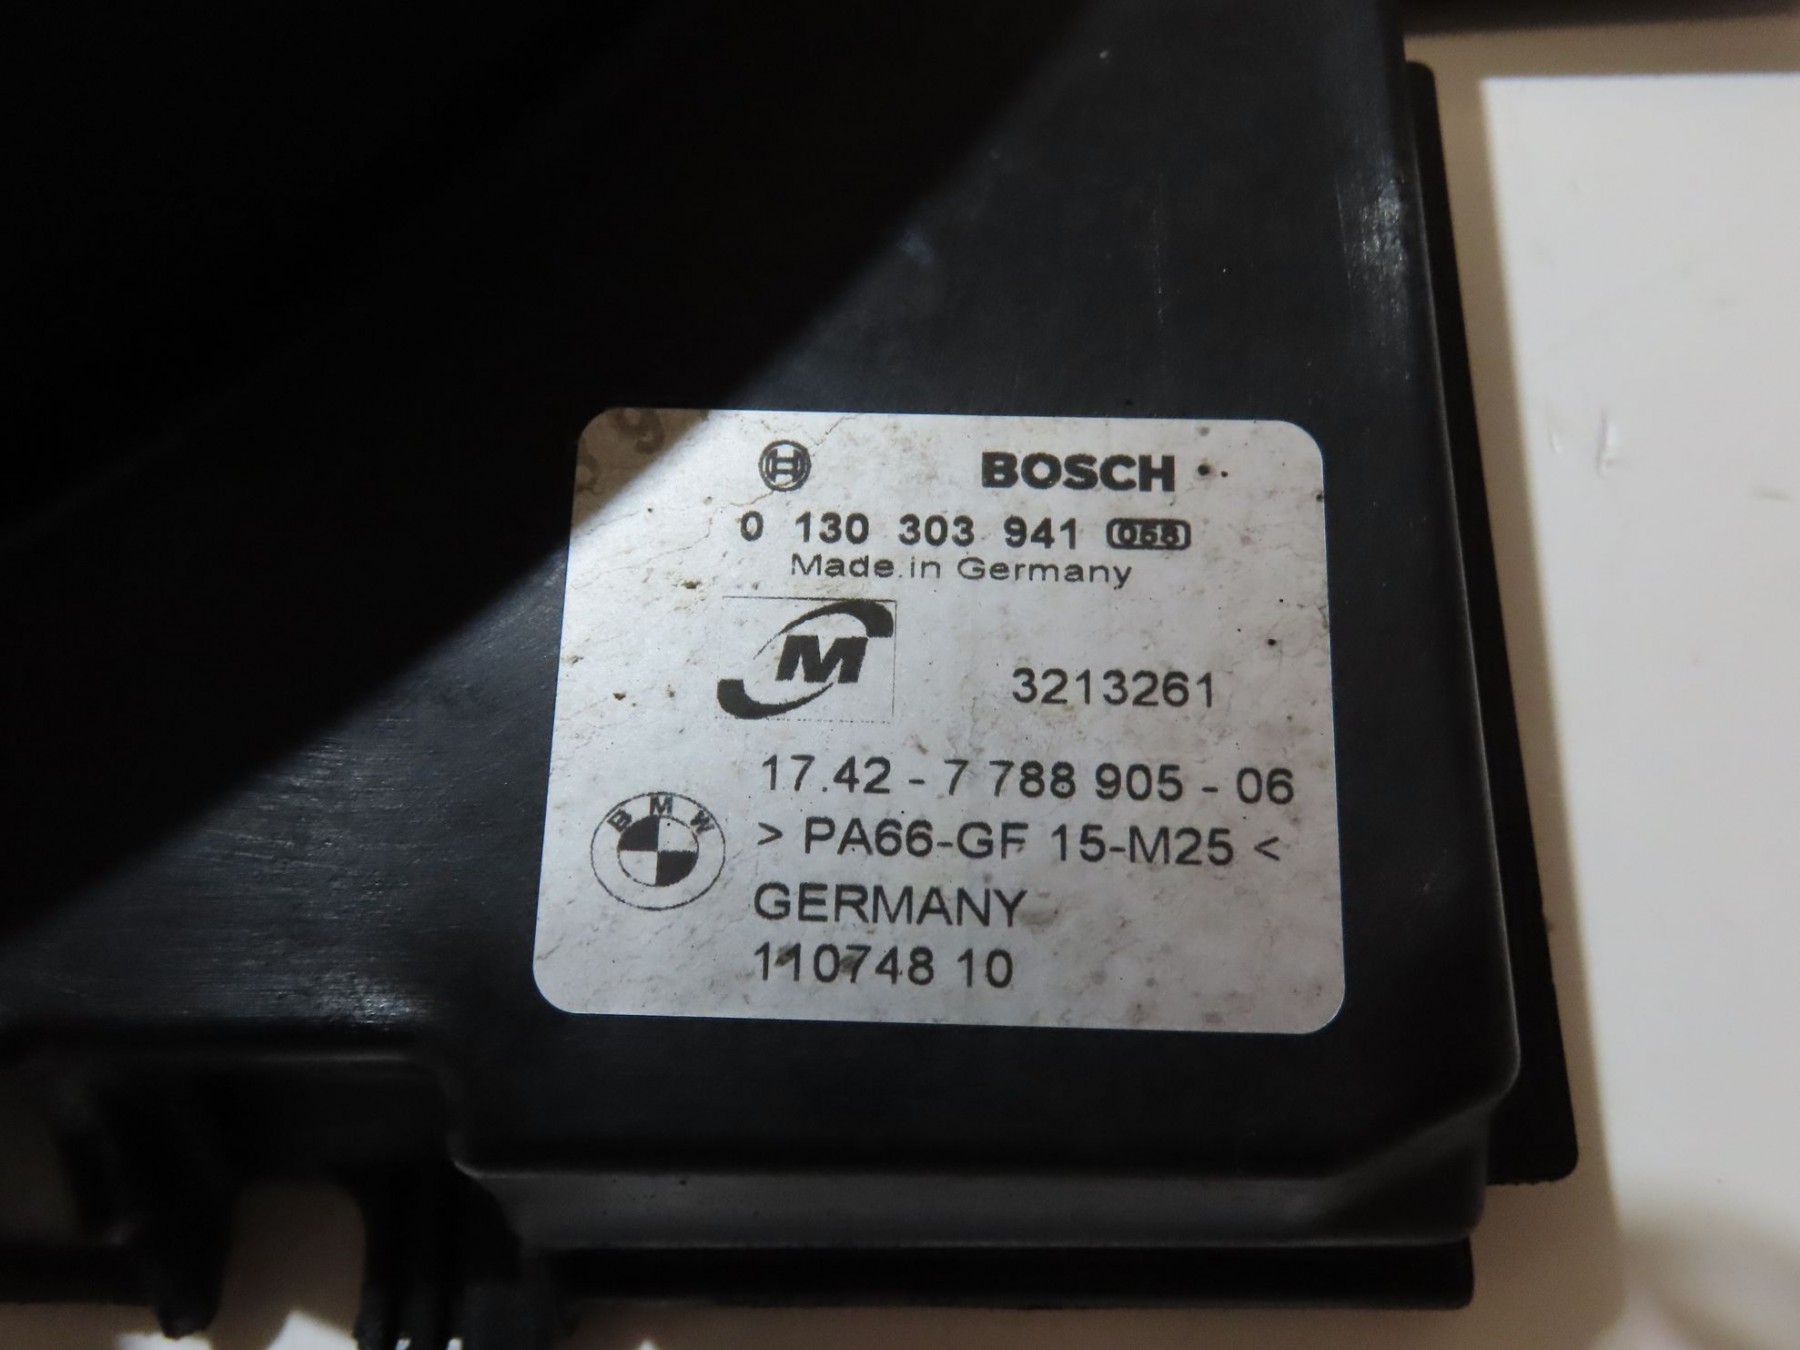 BOSCH
0 130 303 941
Made in Germany
M
3213261
17.42 - 7 788 905 - 06
BMW
> PA66-GF 15-M25 <
GERMANY
110748 10